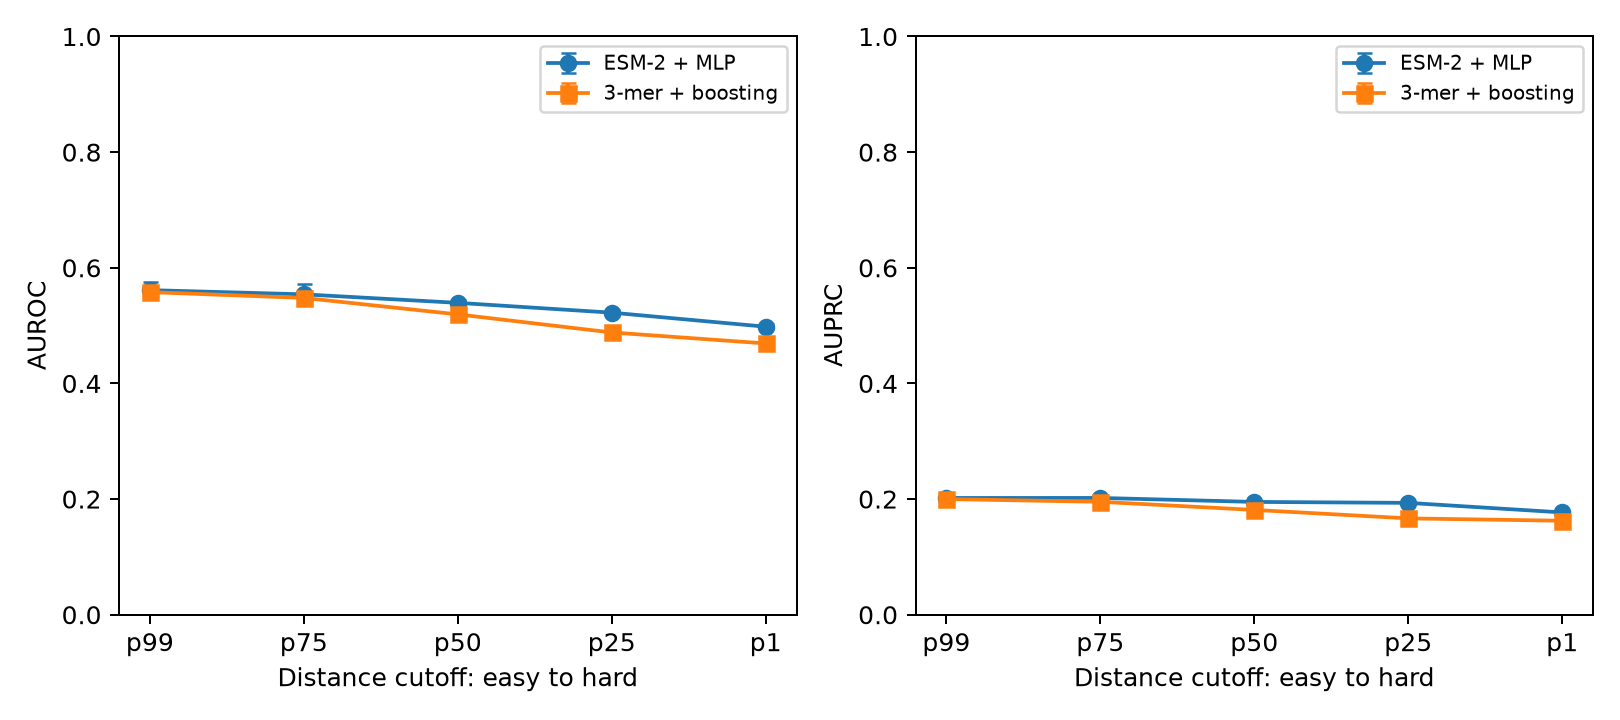 1.0
0.8
0.6
0.4
0.2
0.0
AUROC
ESM-2 + MLP
3-mer + boosting
p99 p75 p50 p25 p1
Distance cutoff: easy to hard
1.0
0.8
0.6
0.4
0.2
0.0
AUPRC
ESM-2 + MLP
3-mer + boosting
p99 p75 p50 p25 p1
Distance cutoff: easy to hard